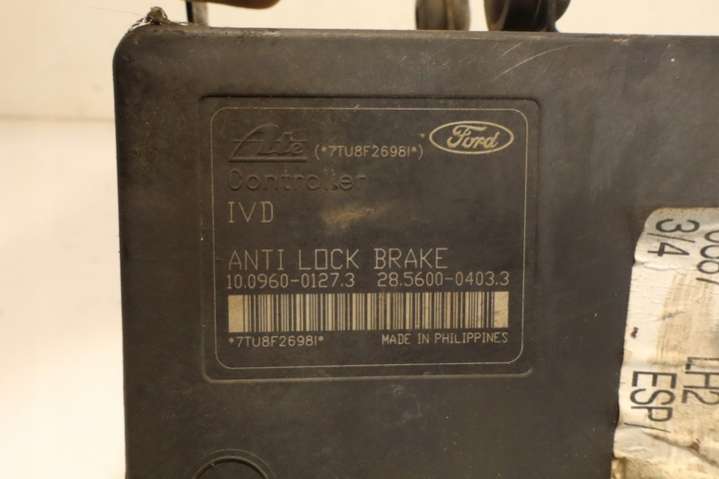 Ate (*7TU8F2698I*) Ford
Controller
IVD
ANTI LOCK BRAKE
10.0960-0127.3 28.5600-0403.3
*7TU8F2698I* MADE IN PHILIPPINES
3/4
LH2
ESP